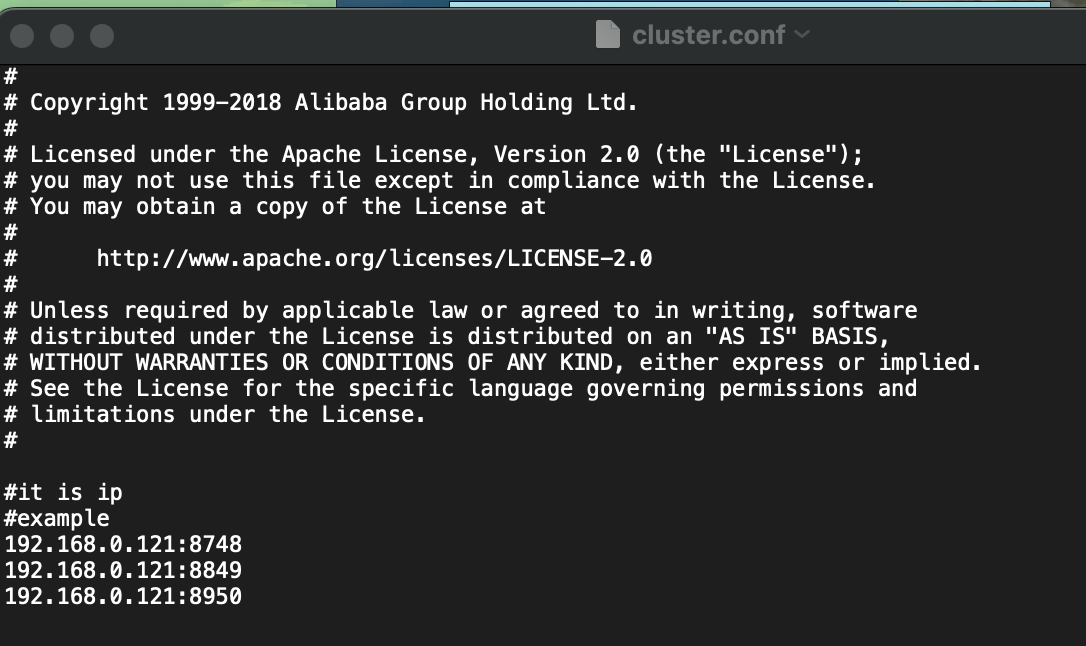 cluster.conf
#
# Copyright 1999-2018 Alibaba Group Holding Ltd.
#
# Licensed under the Apache License, Version 2.0 (the "License");
# you may not use this file except in compliance with the License.
# You may obtain a copy of the License at
#
#      http://www.apache.org/licenses/LICENSE-2.0
#
# Unless required by applicable law or agreed to in writing, software
# distributed under the License is distributed on an "AS IS" BASIS,
# WITHOUT WARRANTIES OR CONDITIONS OF ANY KIND, either express or implied.
# See the License for the specific language governing permissions and
# limitations under the License.
#
#it is ip
#example
192.168.0.121:8748
192.168.0.121:8849
192.168.0.121:8950